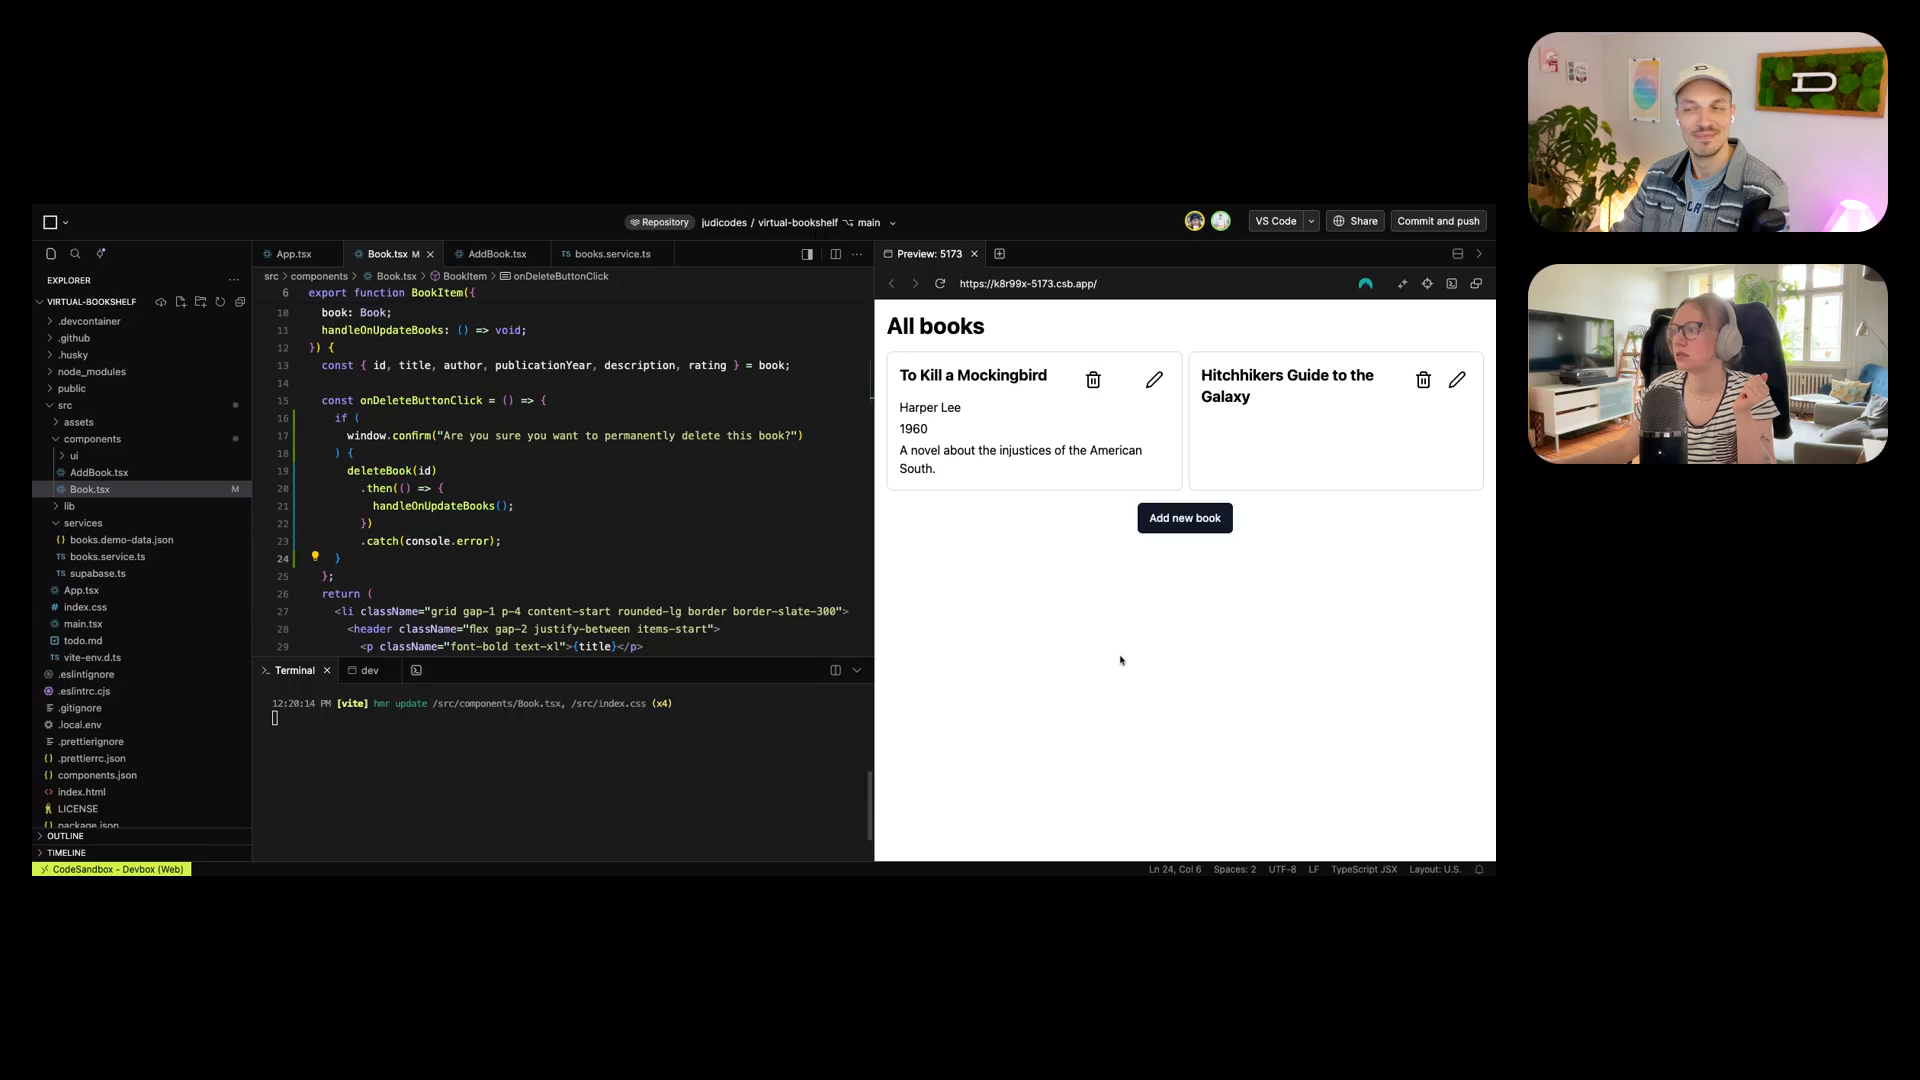 Repository judicodes / virtual-bookshelf main
VS Code Share Commit and push
EXPLORER
VIRTUAL-BOOKSHELF
.devcontainer
.github
.husky
node_modules
public
src
assets
components
ui
AddBook.tsx
Book.tsx M
lib
services
books.demo-data.json
TS books.service.ts
TS supabase.ts
App.tsx
# index.css
main.tsx
todo.md
TS vite-env.d.ts
.eslintignore
.eslintrc.cjs
.gitignore
.local.env
.prettierignore
{} .prettierrc.json
{} components.json
<> index.html
LICENSE
{} package.json
OUTLINE
TIMELINE
CodeSandbox - Devbox (Web)
App.tsx Book.tsx M AddBook.tsx TS books.service.ts
src > components > Book.tsx > BookItem > onDeleteButtonClick
6 export function BookItem({
10 book: Book;
11 handleOnUpdateBooks: () => void;
12 }) {
13 const { id, title, author, publicationYear, description, rating } = book;
14
15 const onDeleteButtonClick = () => {
16 if (
17 window.confirm("Are you sure you want to permanently delete this book?")
18 ) {
19 deleteBook(id)
20 .then(() => {
21 handleOnUpdateBooks();
22 })
23 .catch(console.error);
24 }
25 };
26 return (
27 <li className="grid gap-1 p-4 content-start rounded-lg border border-slate-300">
28 <header className="flex gap-2 justify-between items-start">
29 <p className="font-bold text-xl">{title}</p>
Terminal dev
12:20:14 PM [vite] hmr update /src/components/Book.tsx, /src/index.css (x4)
Preview: 5173
https://k8r99x-5173.csb.app/
All books
To Kill a Mockingbird
Harper Lee
1960
A novel about the injustices of the American
South.
Hitchhikers Guide to the
Galaxy
Add new book
Ln 24, Col 6 Spaces: 2 UTF-8 LF TypeScript JSX Layout: U.S.
D